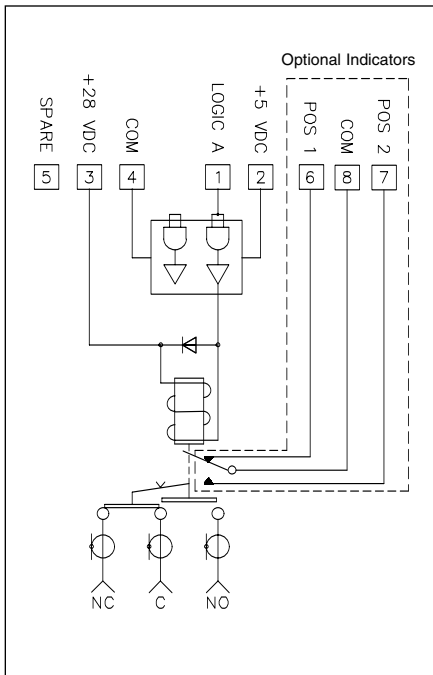 Optional Indicators
SPARE
+28 VDC
COM
LOGIC A
+5 VDC
POS 1
COM
POS 2
5
3
4
1
2
6
8
7
NC
C
NO